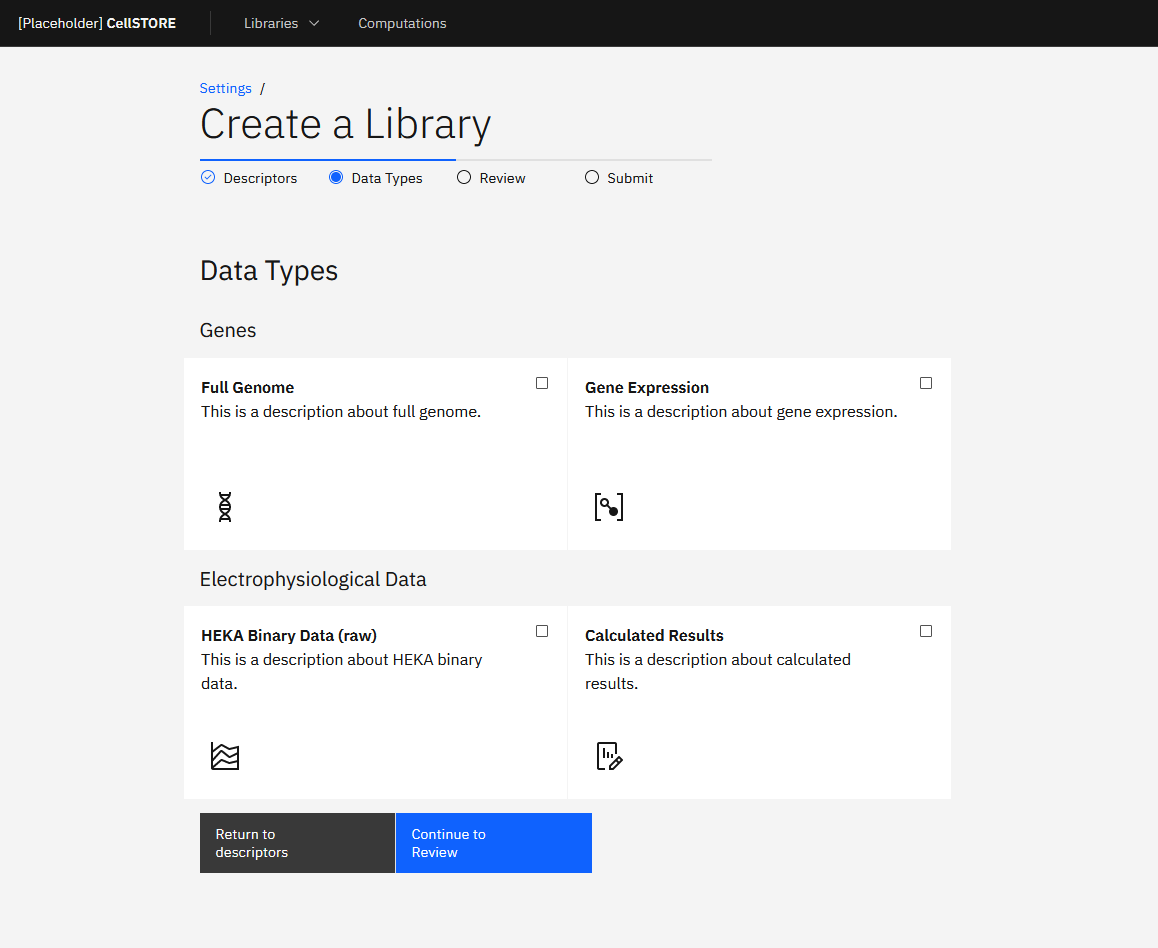 [Placeholder] CellSTORE Libraries Computations
Settings /
Create a Library
Descriptors Data Types Review Submit
Data Types
Genes
Full Genome
This is a description about full genome.
Gene Expression
This is a description about gene expression.
Electrophysiological Data
HEKA Binary Data (raw)
This is a description about HEKA binary
data.
Calculated Results
This is a description about calculated
results.
Return to
descriptors
Continue to
Review